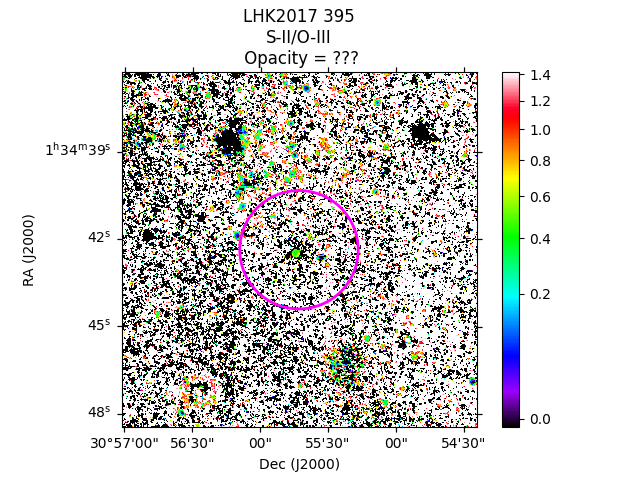 LHK2017 395
S-II/O-III
Opacity = ???
1.4
1.2
1.0
0.8
0.6
0.4
0.2
0.0
1ʰ34ᵐ39ˢ
42ˢ
45ˢ
48ˢ
RA (J2000)
30°57'00" 56'30" 00" 55'30" 00" 54'30"
Dec (J2000)